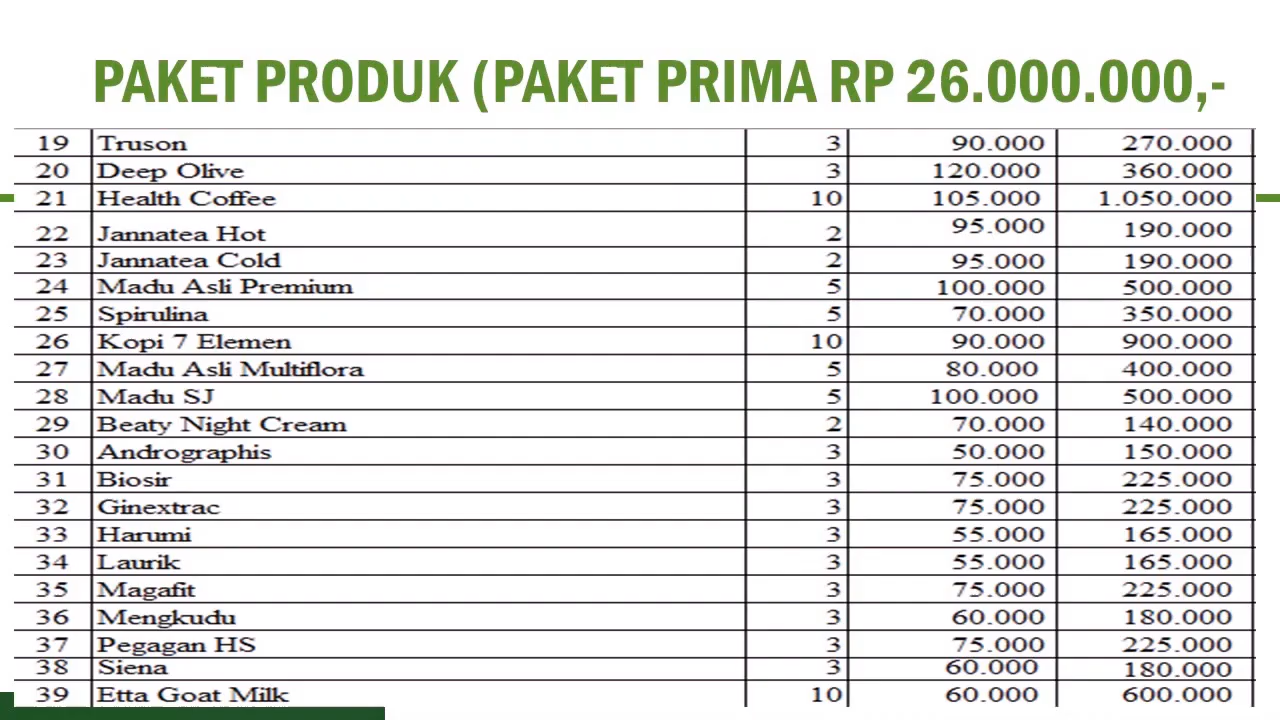 PAKET PRODUK (PAKET PRIMA RP 26.000.000,-
19 Truson 3 90.000 270.000
20 Deep Olive 3 120.000 360.000
21 Health Coffee 10 105.000 1.050.000
22 Jannatea Hot 2 95.000 190.000
23 Jannatea Cold 2 95.000 190.000
24 Madu Asli Premium 5 100.000 500.000
25 Spirulina 5 70.000 350.000
26 Kopi 7 Elemen 10 90.000 900.000
27 Madu Asli Multiflora 5 80.000 400.000
28 Madu SJ 5 100.000 500.000
29 Beaty Night Cream 2 70.000 140.000
30 Andrographis 3 50.000 150.000
31 Biosir 3 75.000 225.000
32 Ginextrac 3 75.000 225.000
33 Harumi 3 55.000 165.000
34 Laurik 3 55.000 165.000
35 Magafit 3 75.000 225.000
36 Mengkudu 3 60.000 180.000
37 Pegagan HS 3 75.000 225.000
38 Siena 3 60.000 180.000
39 Etta Goat Milk 10 60.000 600.000